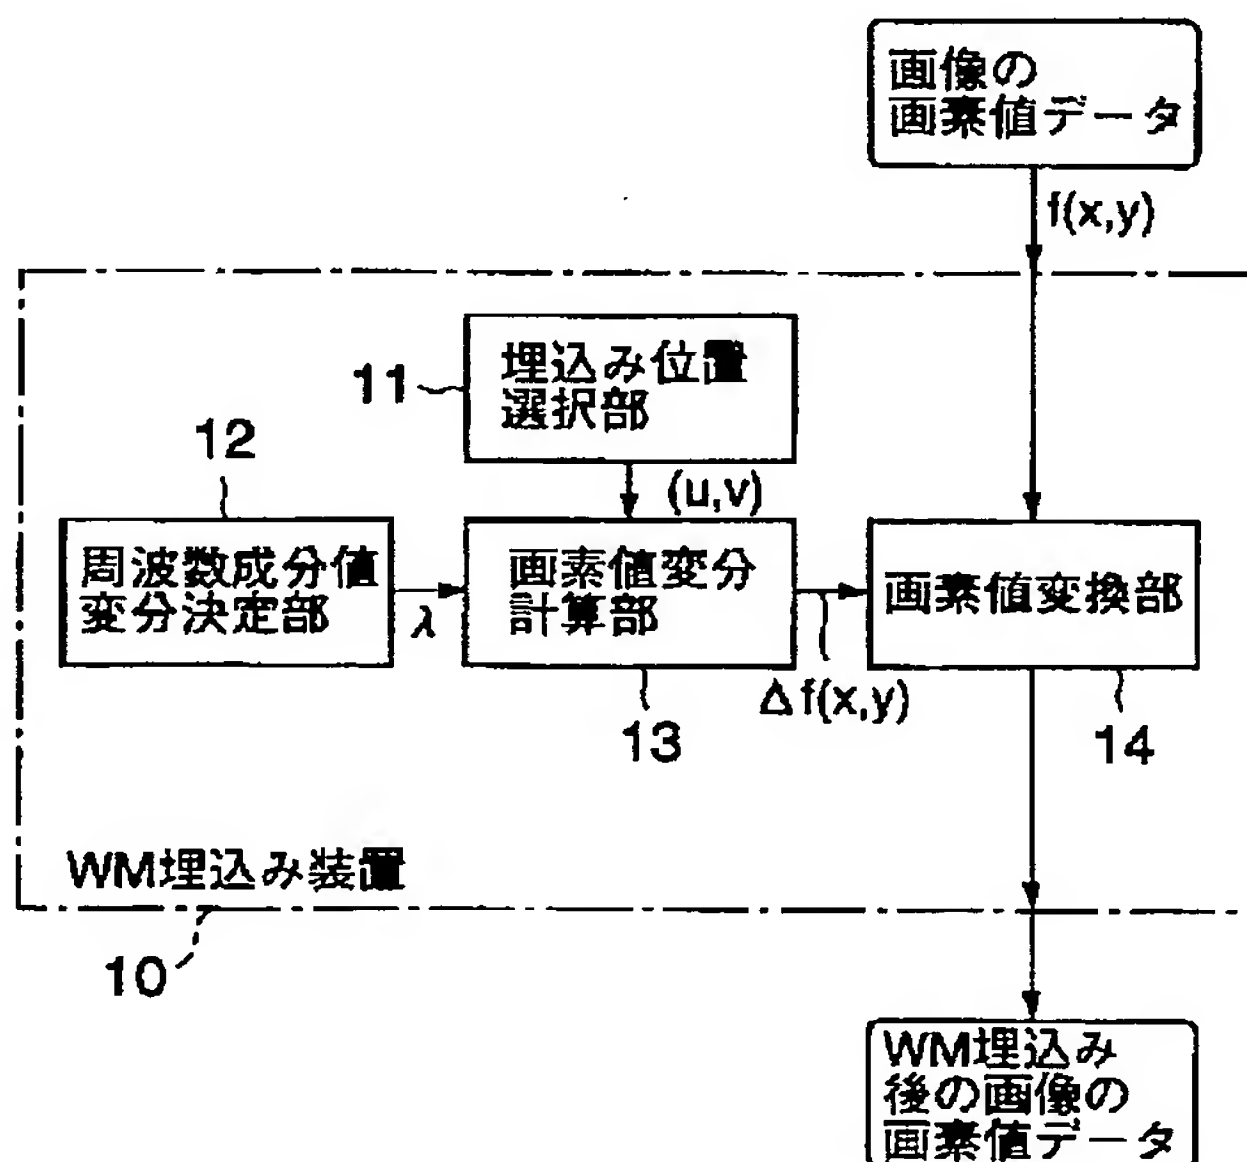 画像の
画素値データ
f(x,y)
11
埋込み位置
選択部
12
(u,v)
周波数成分値
変分決定部
λ
画素値変分
計算部
画素値変換部
Δf(x,y)
13
14
WM埋込み装置
10
WM埋込み
後の画像の
画素値データ